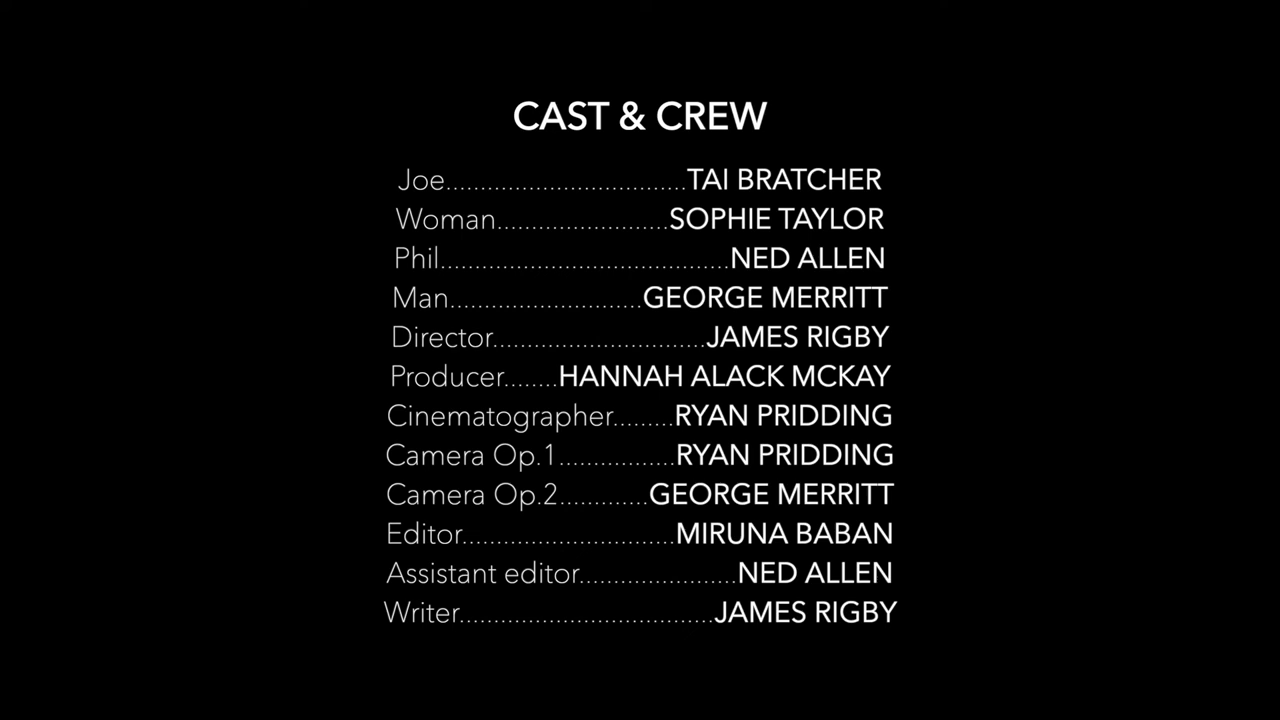 CAST & CREW
Joe...................................TAI BRATCHER
Woman.........................SOPHIE TAYLOR
Phil..........................................NED ALLEN
Man............................GEORGE MERRITT
Director...............................JAMES RIGBY
Producer........HANNAH ALACK MCKAY
Cinematographer.........RYAN PRIDDING
Camera Op.1.................RYAN PRIDDING
Camera Op.2.............GEORGE MERRITT
Editor...............................MIRUNA BABAN
Assistant editor.......................NED ALLEN
Writer.....................................JAMES RIGBY